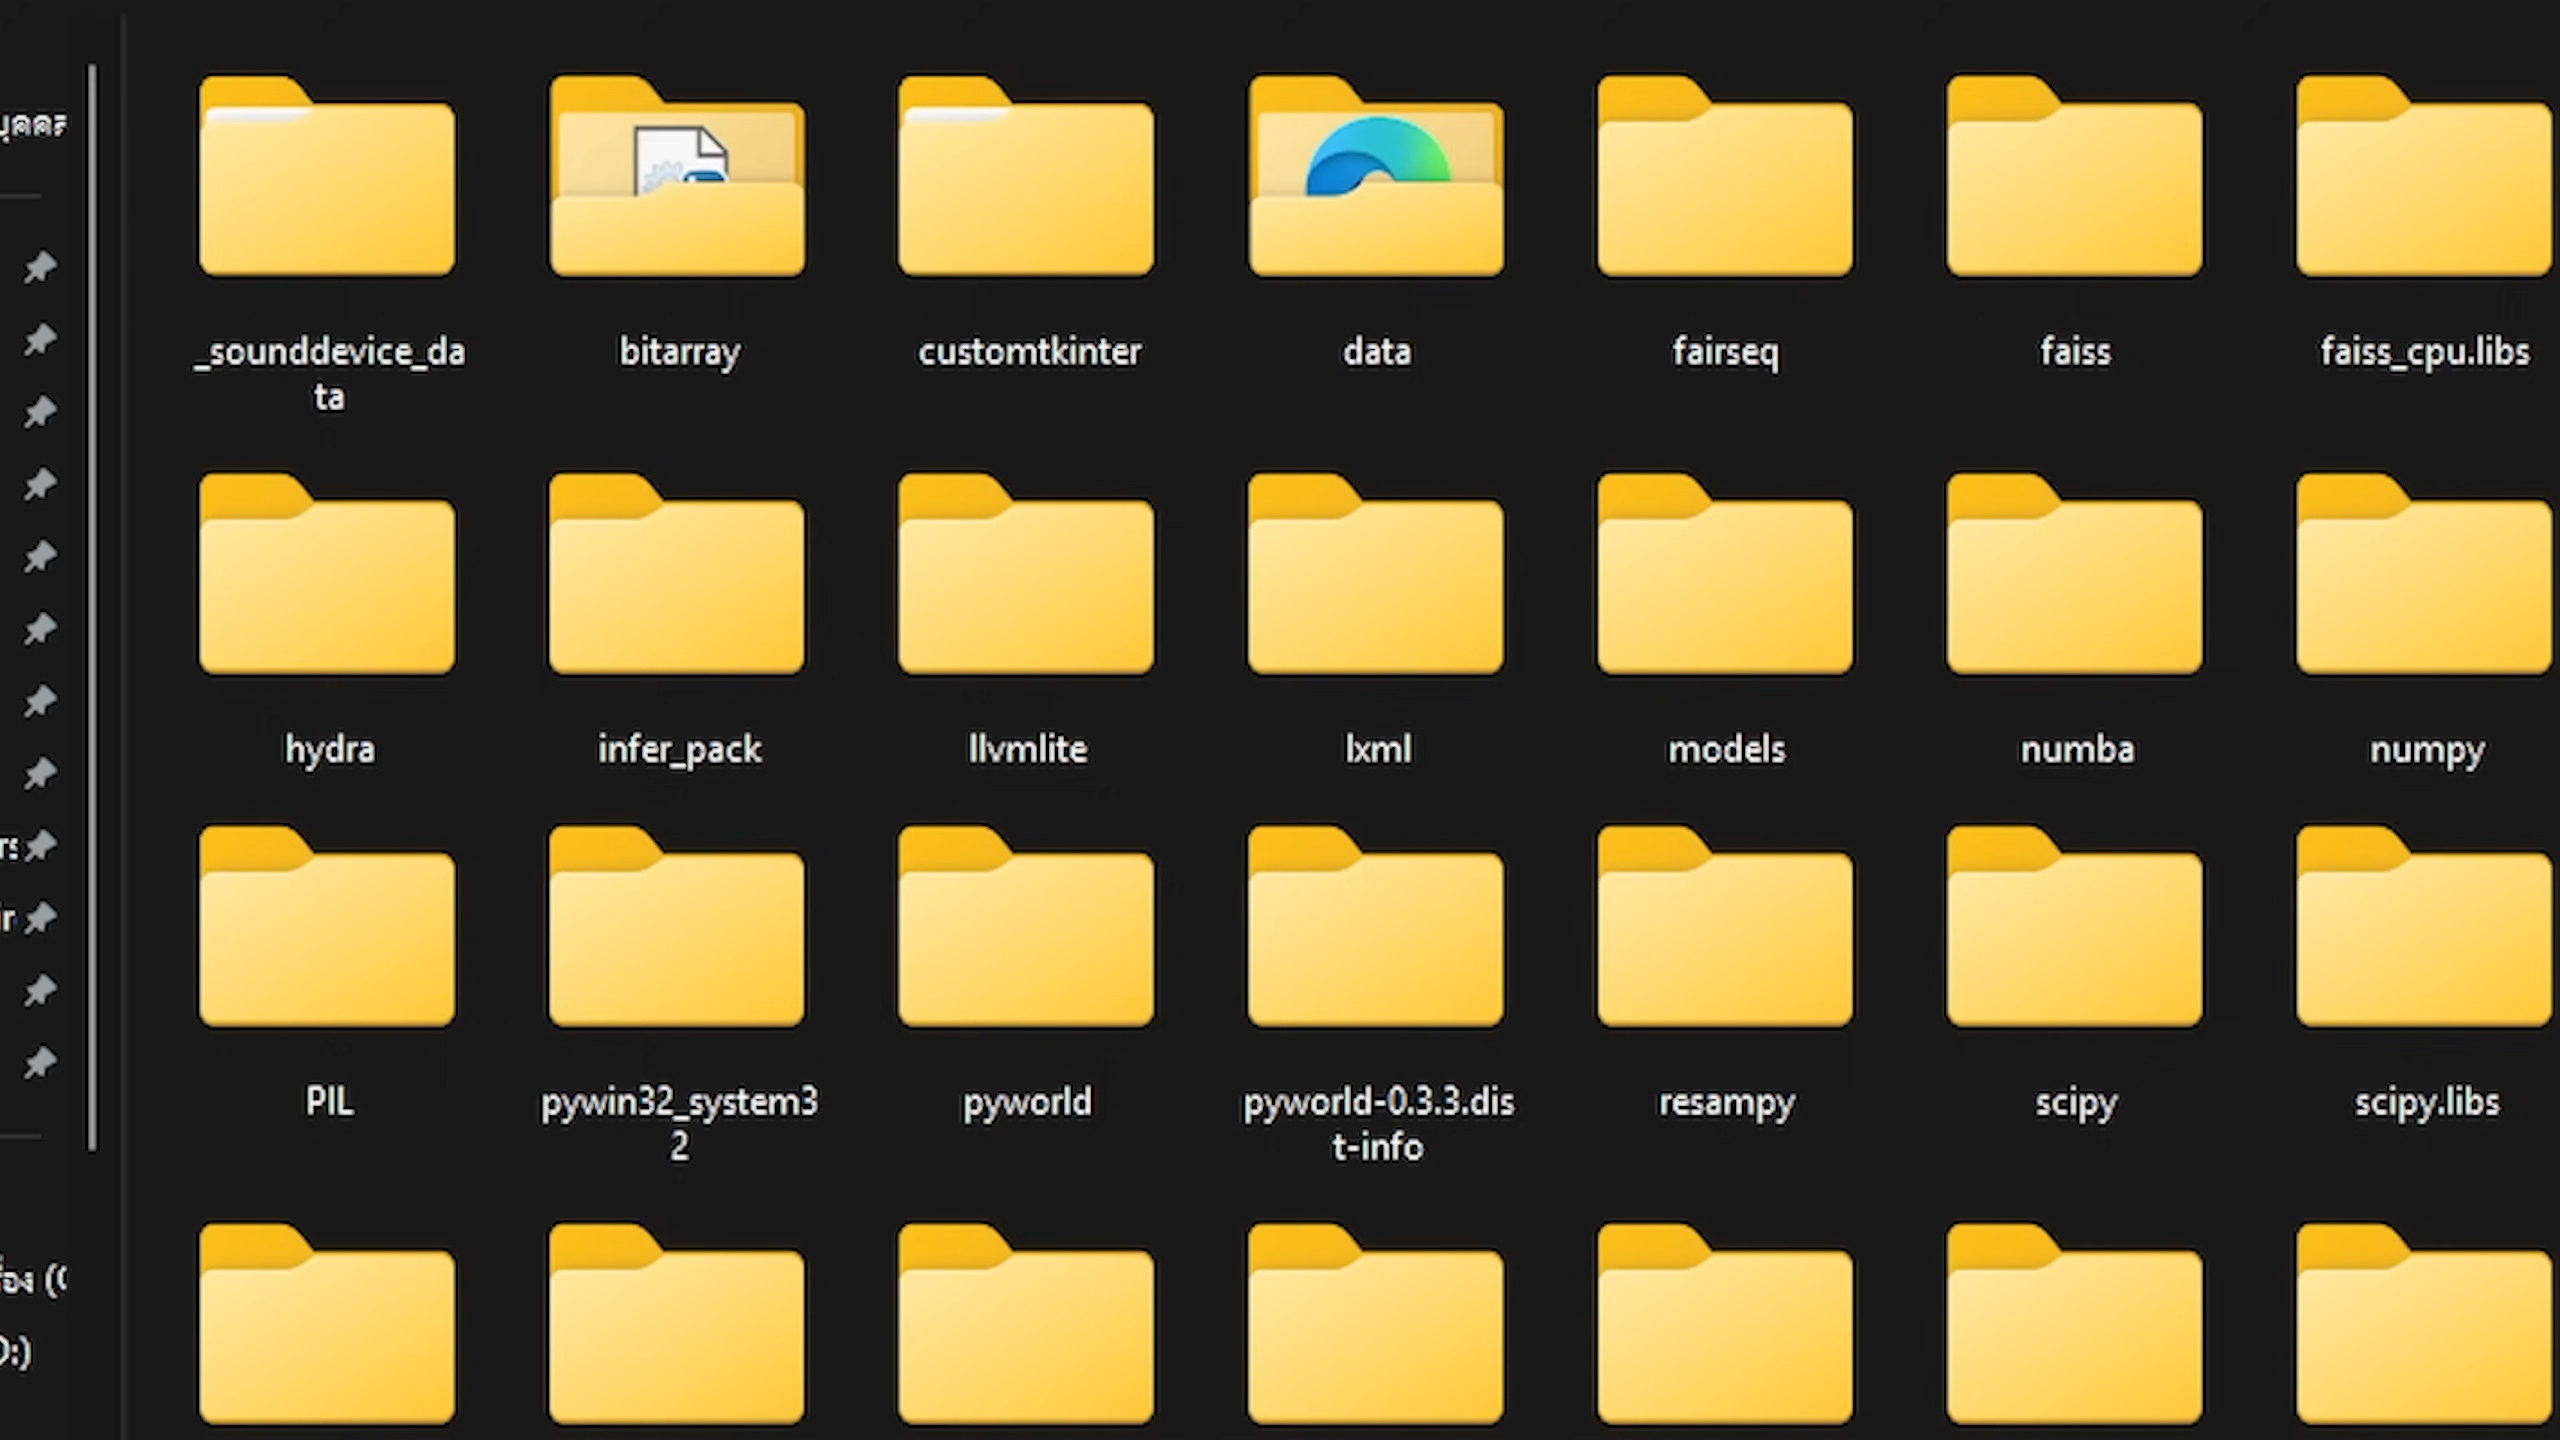 _sounddevice_da
ta
bitarray
customtkinter
data
fairseq
faiss
faiss_cpu.libs
hydra
infer_pack
llvmlite
lxml
models
numba
numpy
PIL
pywin32_system3
2
pyworld
pyworld-0.3.3.dis
t-info
resampy
scipy
scipy.libs